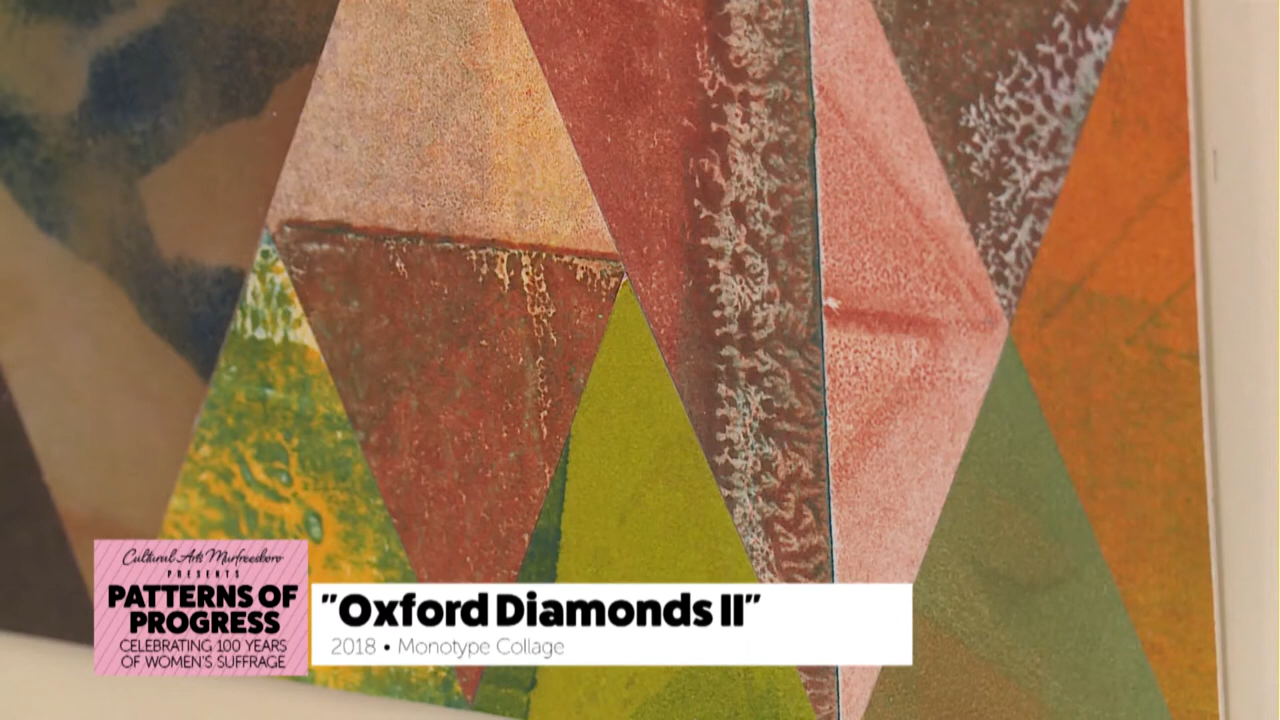 Cultural Arts Murfreesboro
PRESENTS
PATTERNS OF
PROGRESS
CELEBRATING 100 YEARS
OF WOMEN'S SUFFRAGE
"Oxford Diamonds II"
2018 • Monotype Collage